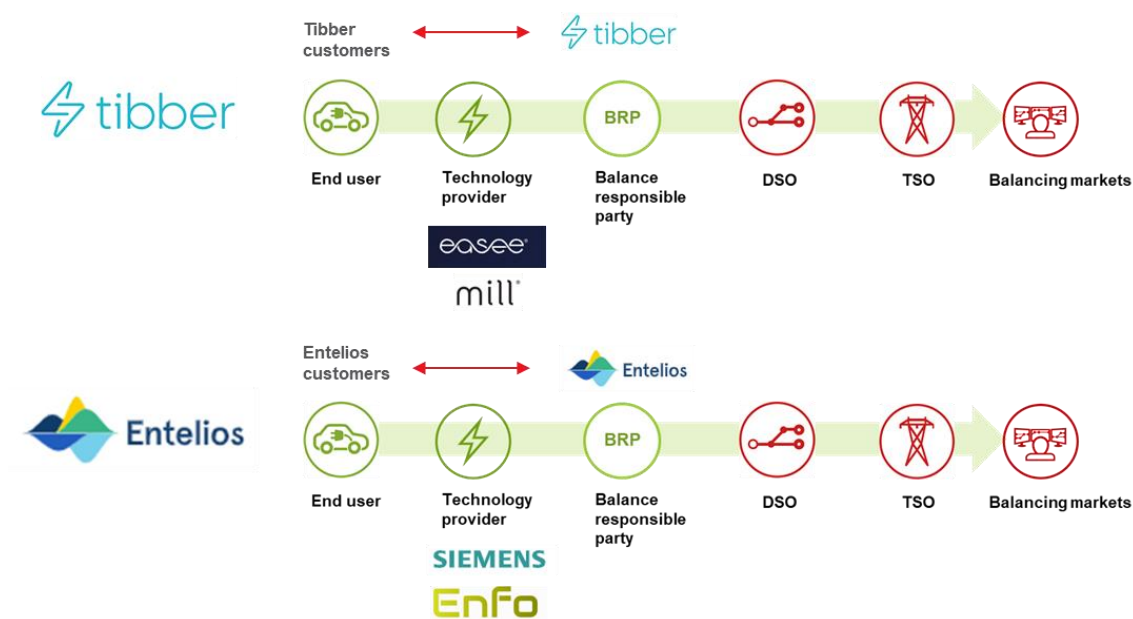 Tibber
customers
tibber
tibber
BRP
End user
Technology
provider
Balance
responsible
party
DSO
TSO
Balancing markets
easee
mill
Entelios
customers
Entelios
Entelios
BRP
End user
Technology
provider
Balance
responsible
party
DSO
TSO
Balancing markets
SIEMENS
Enfo